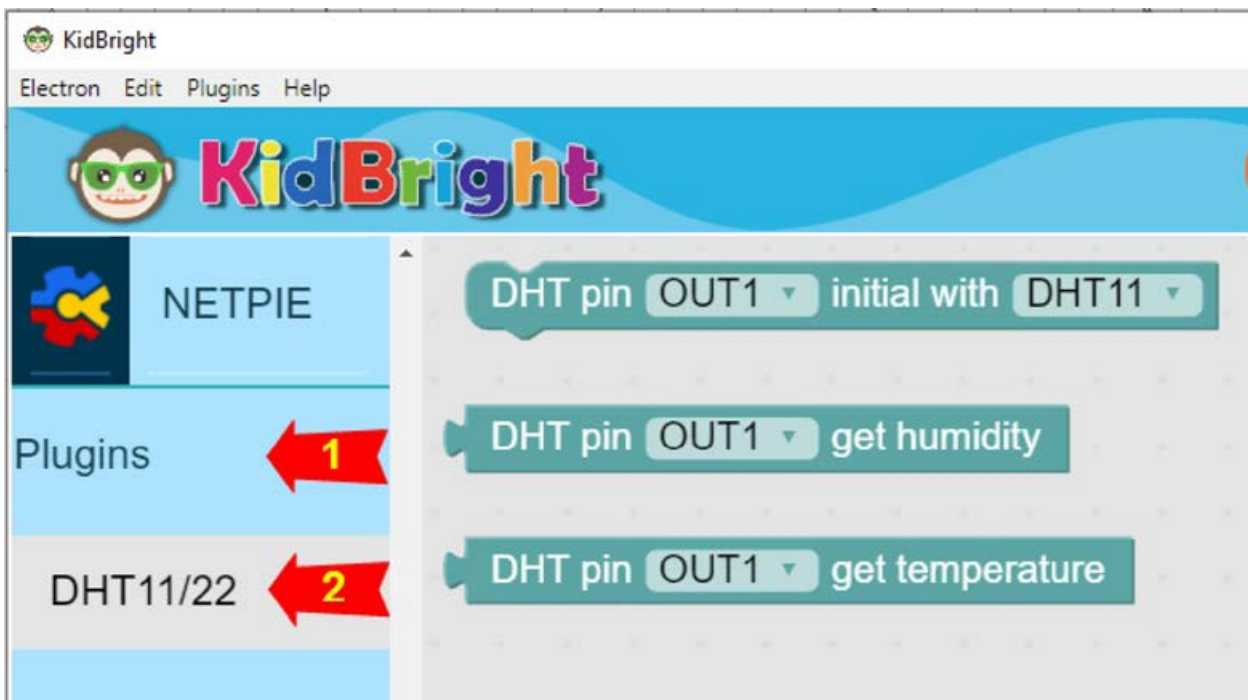 KidBright
Electron Edit Plugins Help
KidBright
NETPIE
Plugins
1
DHT11/22
2
DHT pin OUT1 initial with DHT11
DHT pin OUT1 get humidity
DHT pin OUT1 get temperature